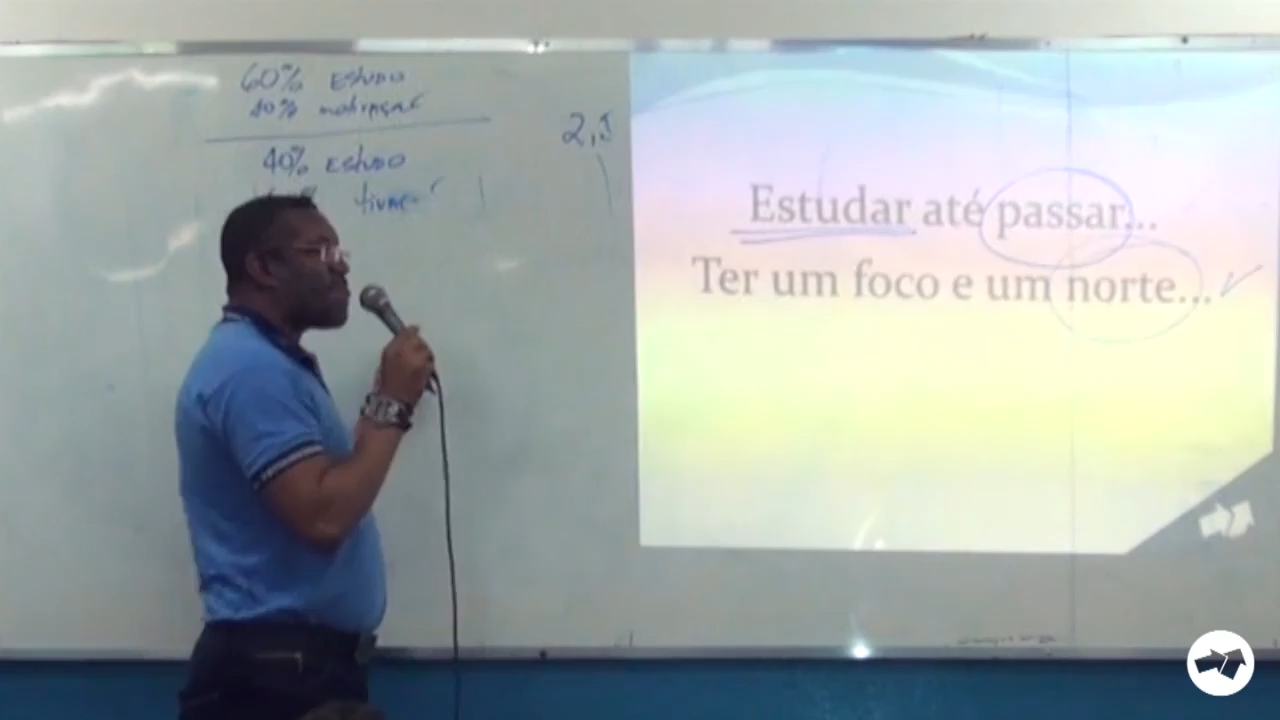 60% ESTUDO
40% motivação
40% ESTUDO
2,5
Estudar até passar...
Ter um foco e um norte...